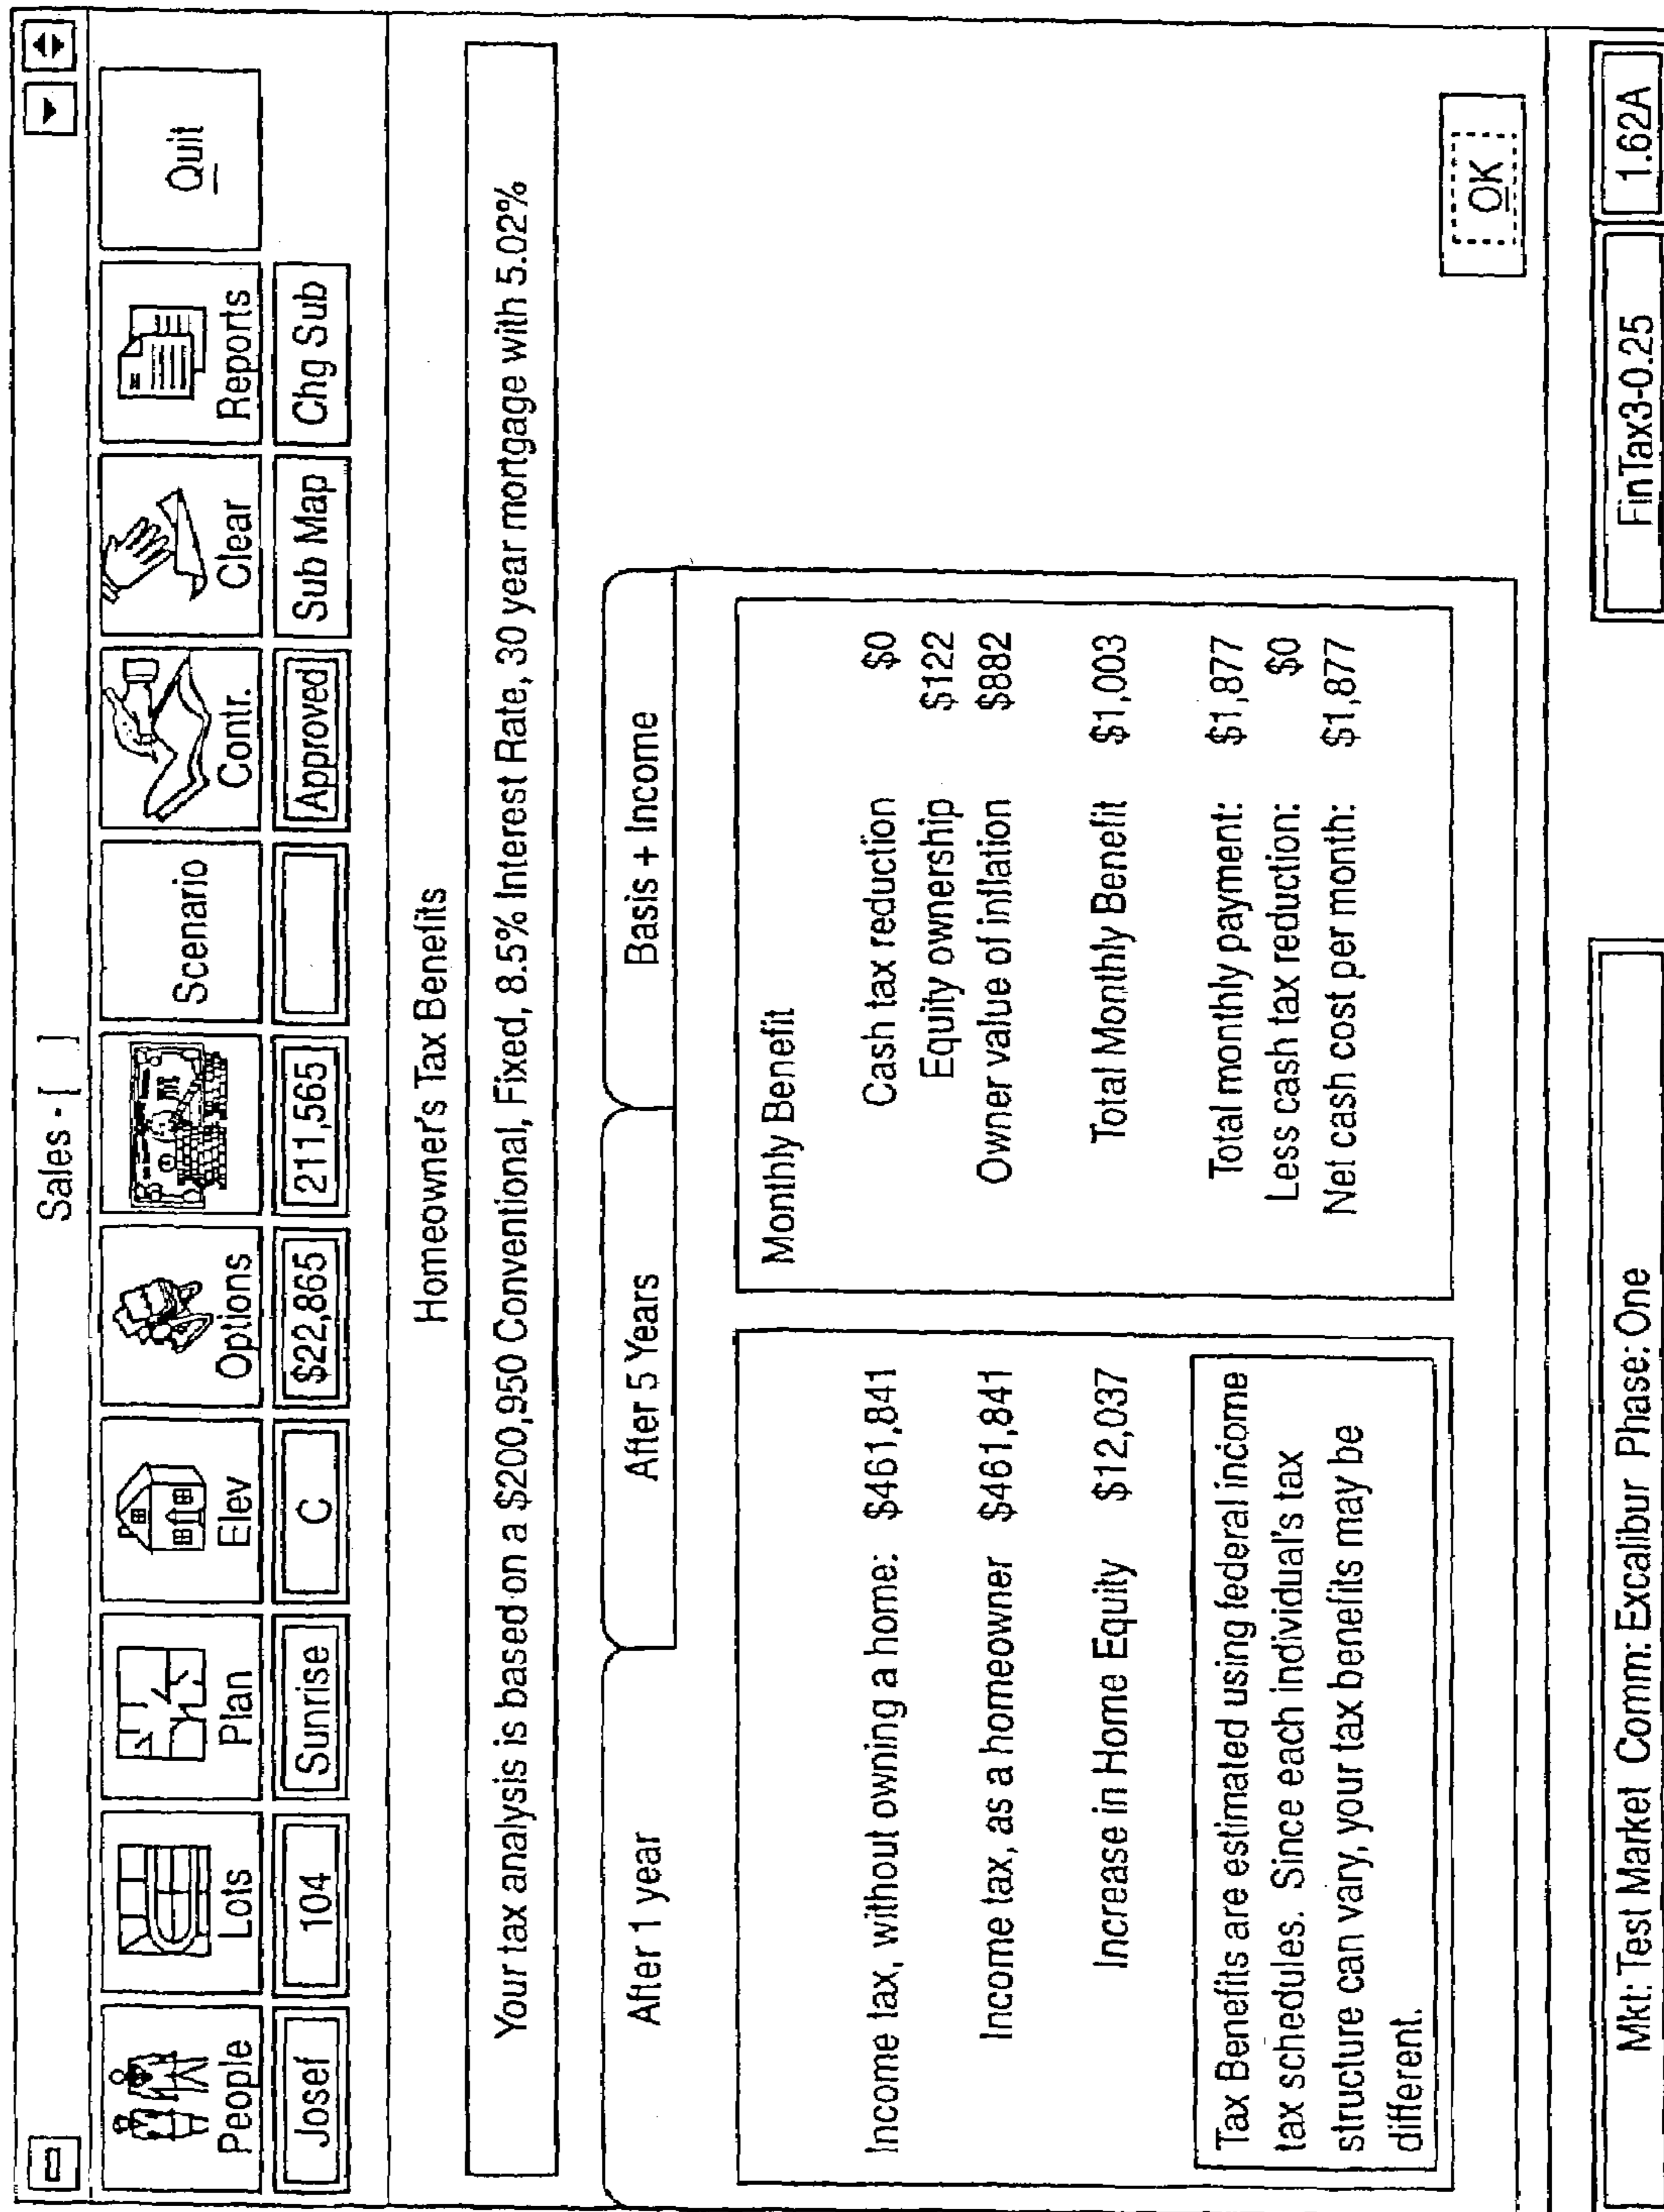 Sales - [ ]
People Lots Plan Elev Options Scenario Contr. Clear Reports Quit
Josef 104 Sunrise C $22,865 211,565 Approved Sub Map Chg Sub
Homeowner's Tax Benefits
Your tax analysis is based on a $200,950 Conventional, Fixed, 8.5% Interest Rate, 30 year mortgage with 5.02%
After 1 year
After 5 Years
Basis + Income
Income tax, without owning a home: $461,841
Income tax, as a homeowner $461,841
Increase in Home Equity $12,037
Tax Benefits are estimated using federal income
tax schedules. Since each individual's tax
structure can vary, your tax benefits may be
different.
Monthly Benefit
Cash tax reduction $0
Equity ownership $122
Owner value of inflation $882
Total Monthly Benefit $1,003
Total monthly payment: $1,877
Less cash tax reduction: $0
Net cash cost per month: $1,877
OK
Mkt: Test Market Comm: Excalibur Phase: One
FinTax3-0.25
1.62A